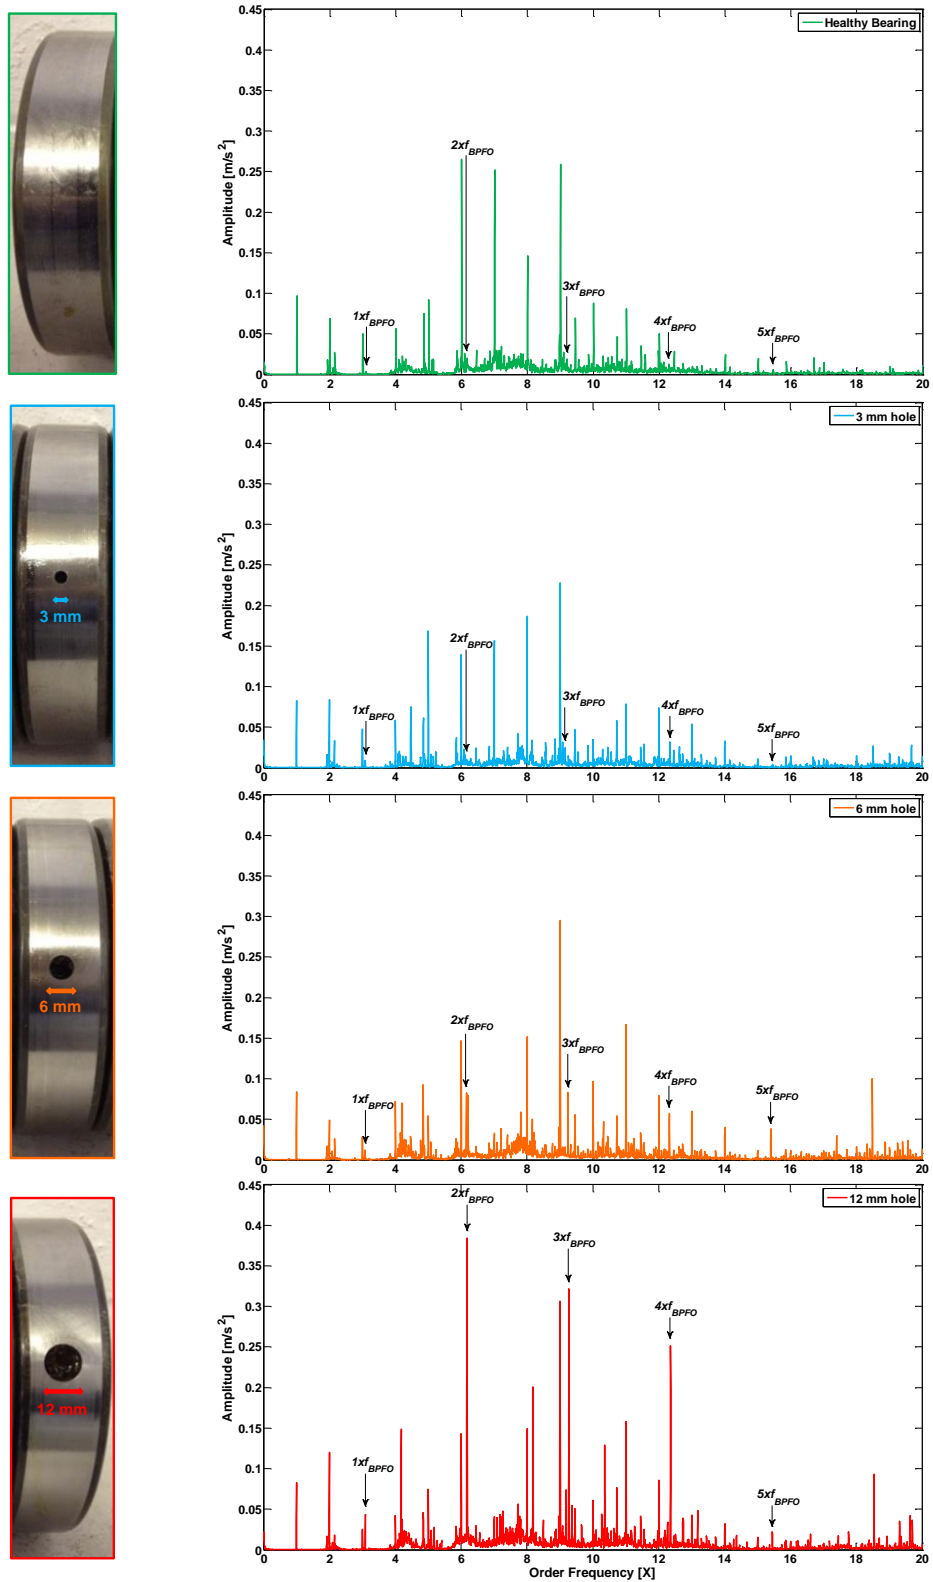 Healthy Bearing
Amplitude [m/s²]
0.45
0.4
0.35
0.3
0.25
0.2
0.15
0.1
0.05
0
1xf_BPFO
2xf_BPFO
3xf_BPFO
4xf_BPFO
5xf_BPFO
0 2 4 6 8 10 12 14 16 18 20
3 mm
3 mm hole
Amplitude [m/s²]
0.45
0.4
0.35
0.3
0.25
0.2
0.15
0.1
0.05
0
1xf_BPFO
2xf_BPFO
3xf_BPFO
4xf_BPFO
5xf_BPFO
0 2 4 6 8 10 12 14 16 18 20
6 mm
6 mm hole
Amplitude [m/s²]
0.45
0.4
0.35
0.3
0.25
0.2
0.15
0.1
0.05
0
1xf_BPFO
2xf_BPFO
3xf_BPFO
4xf_BPFO
5xf_BPFO
0 2 4 6 8 10 12 14 16 18 20
12 mm
12 mm hole
Amplitude [m/s²]
0.45
0.4
0.35
0.3
0.25
0.2
0.15
0.1
0.05
0
1xf_BPFO
2xf_BPFO
3xf_BPFO
4xf_BPFO
5xf_BPFO
0 2 4 6 8 10 12 14 16 18 20
Order Frequency [X]